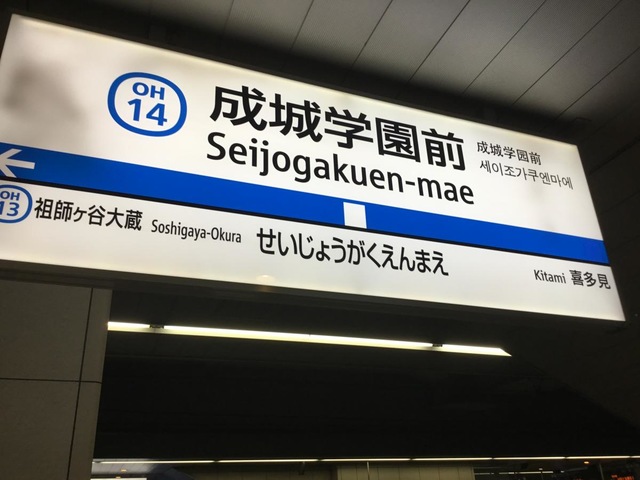 OH
14
成城学園前
Seijogakuen-mae
成城学园前
세이조가쿠엔마에
OH
13
祖師ヶ谷大蔵 Soshigaya-Okura
せいじょうがくえんまえ
Kitami 喜多見